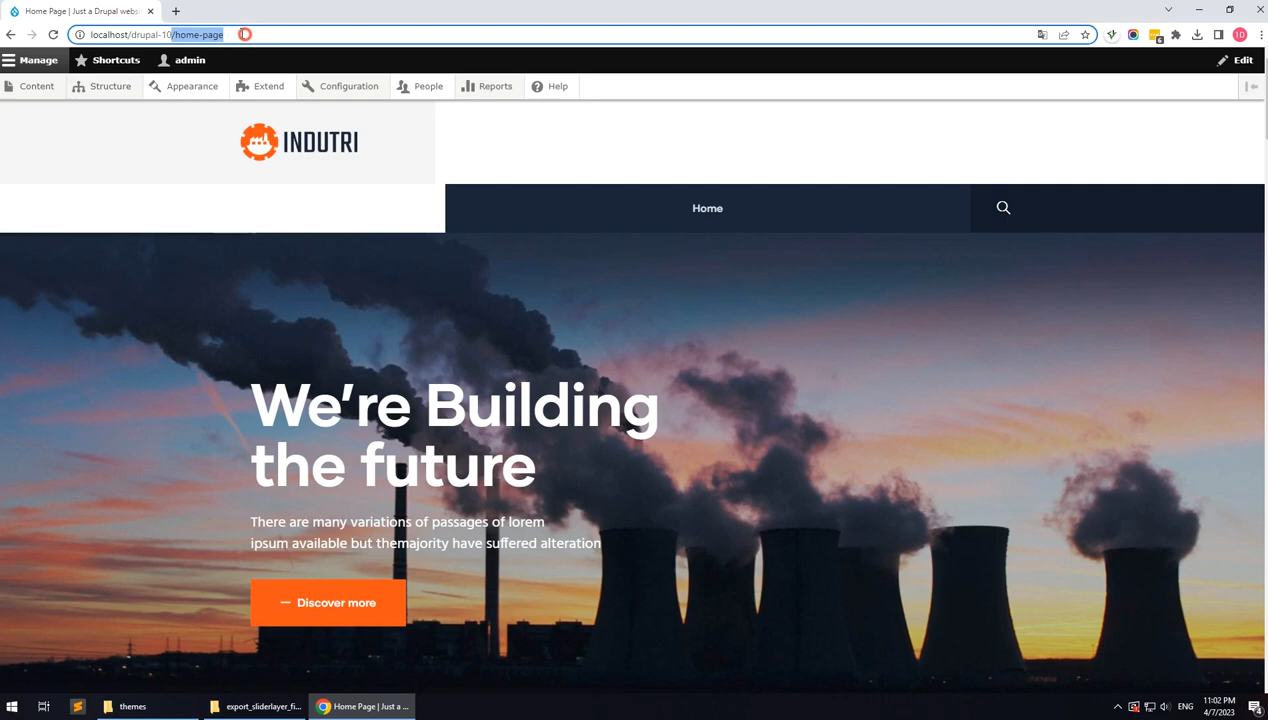 Home Page | Just a Drupal websi
localhost/drupal-10/home-page
1D
6
Manage
Shortcuts
admin
Edit
Content
Structure
Appearance
Extend
Configuration
People
Reports
Help
INDUTRI
Home
We're Building
the future
There are many variations of passages of lorem
ipsum available but themajority have suffered alteration
— Discover more
themes
export_sliderlayer_fi...
Home Page | Just a ...
ENG
11:02 PM
4/7/2023
4